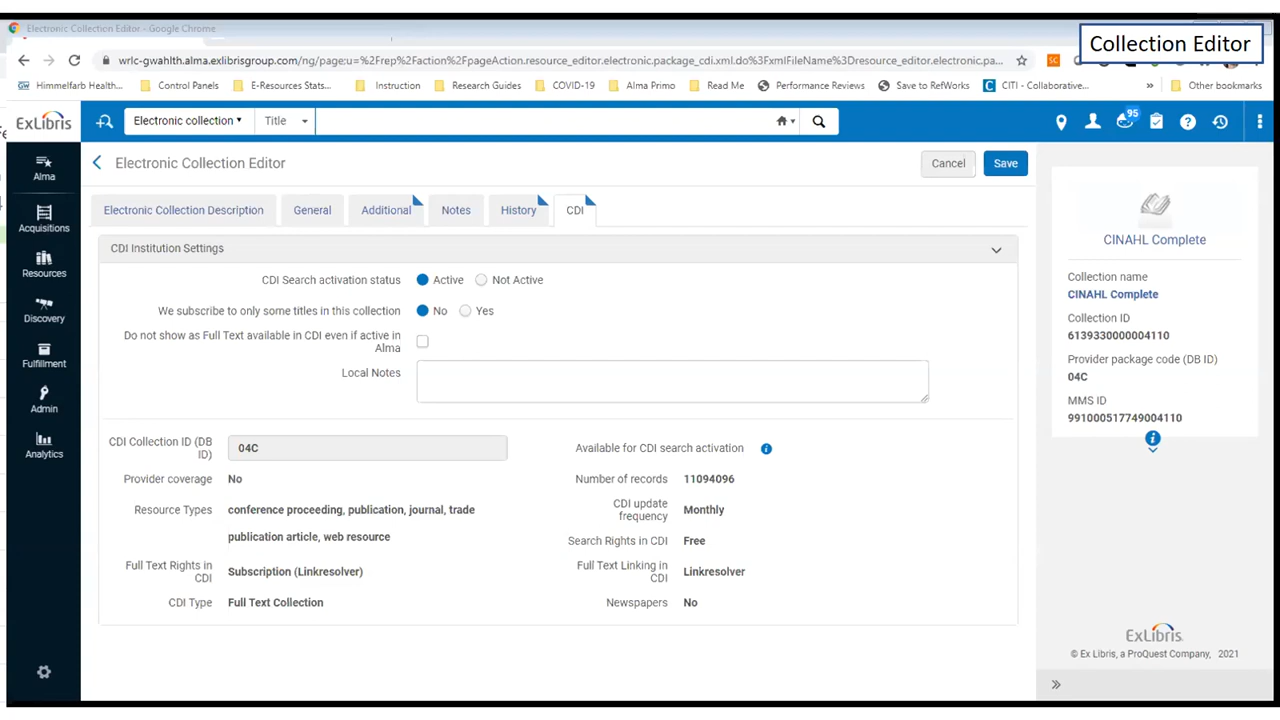 Electronic Collection Editor - Google Chrome
Collection Editor
wrlc-gwahlth.alma.exlibrisgroup.com/ng/page;u=%2Frep%2Faction%2FpageAction.resource_editor.electronic.package_cdi.xml.do%3FxmlFileName%3Dresource_editor.electronic.pa...
SC
GW Himmelfarb Health... Control Panels E-Resources Stats... Instruction Research Guides COVID-19 Alma Primo Read Me Performance Reviews Save to RefWorks C CITI - Collaborative... » Other bookmarks
ExLibris Electronic collection Title 95
Alma
Acquisitions
Resources
Discovery
Fulfillment
Admin
Analytics
Electronic Collection Editor Cancel Save
Electronic Collection Description General Additional Notes History CDI
CDI Institution Settings
CDI Search activation status Active Not Active
We subscribe to only some titles in this collection No Yes
Do not show as Full Text available in CDI even if active in
Alma
Local Notes
CDI Collection ID (DB
ID) 04C Available for CDI search activation
Provider coverage No Number of records 11094096
Resource Types conference proceeding, publication, journal, trade
publication article, web resource
CDI update
frequency Monthly
Search Rights in CDI Free
Full Text Rights in
CDI Subscription (Linkresolver)
Full Text Linking in
CDI Linkresolver
CDI Type Full Text Collection Newspapers No
CINAHL Complete
Collection name
CINAHL Complete
Collection ID
6139330000004110
Provider package code (DB ID)
04C
MMS ID
991000517749004110
ExLibris
© Ex Libris, a ProQuest Company, 2021